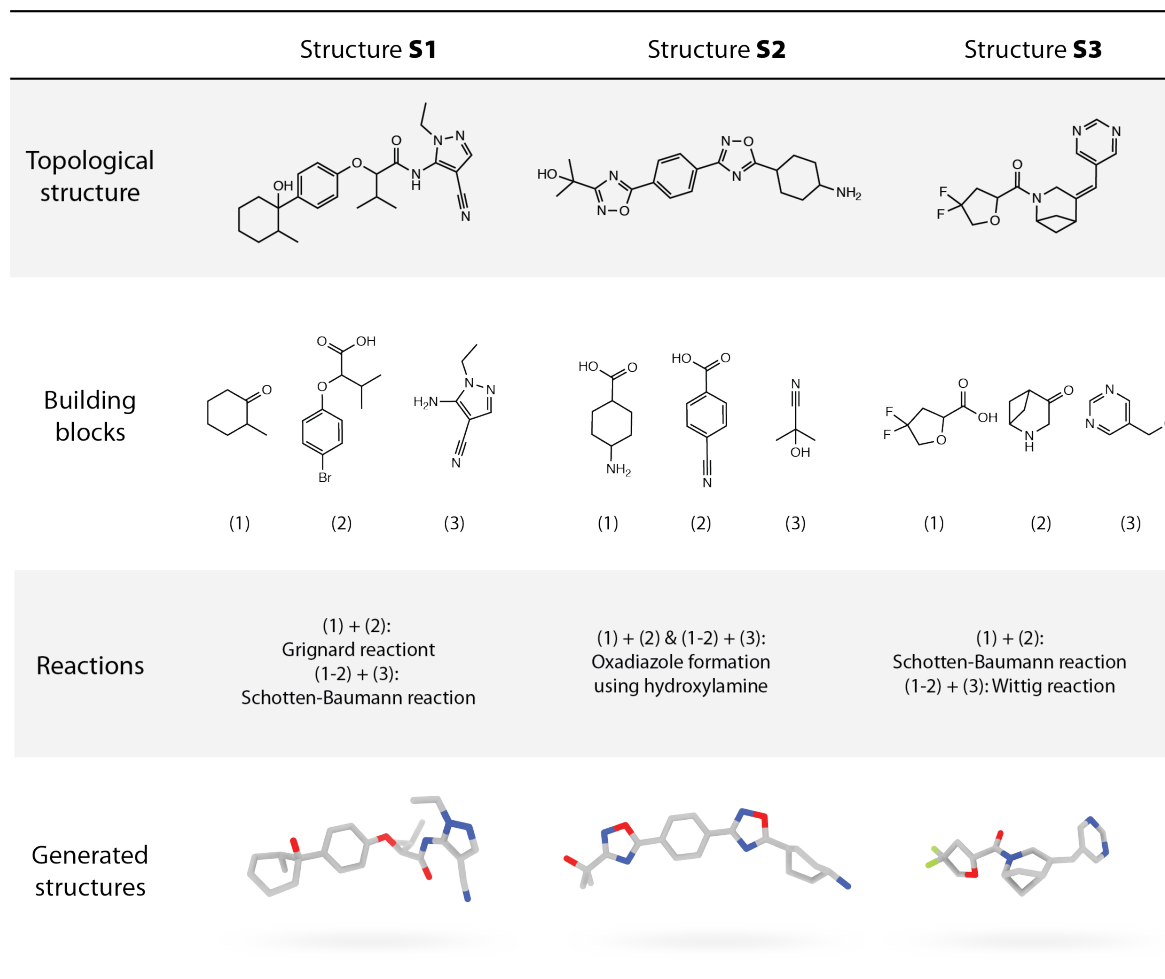 Structure S1 Structure S2 Structure S3
Topological
structure
OH O O N H N N N
HO N O N N O N NH2
F F O O N N N
Building
blocks
O
O OH O Br
H2N N N N
HO O NH2
HO O N
N OH
F F O O OH
O N H
N N
(1) (2) (3) (1) (2) (3) (1) (2) (3)
Reactions
(1) + (2):
Grignard reactiont
(1-2) + (3):
Schotten-Baumann reaction
(1) + (2) & (1-2) + (3):
Oxadiazole formation
using hydroxylamine
(1) + (2):
Schotten-Baumann reaction
(1-2) + (3): Wittig reaction
Generated
structures